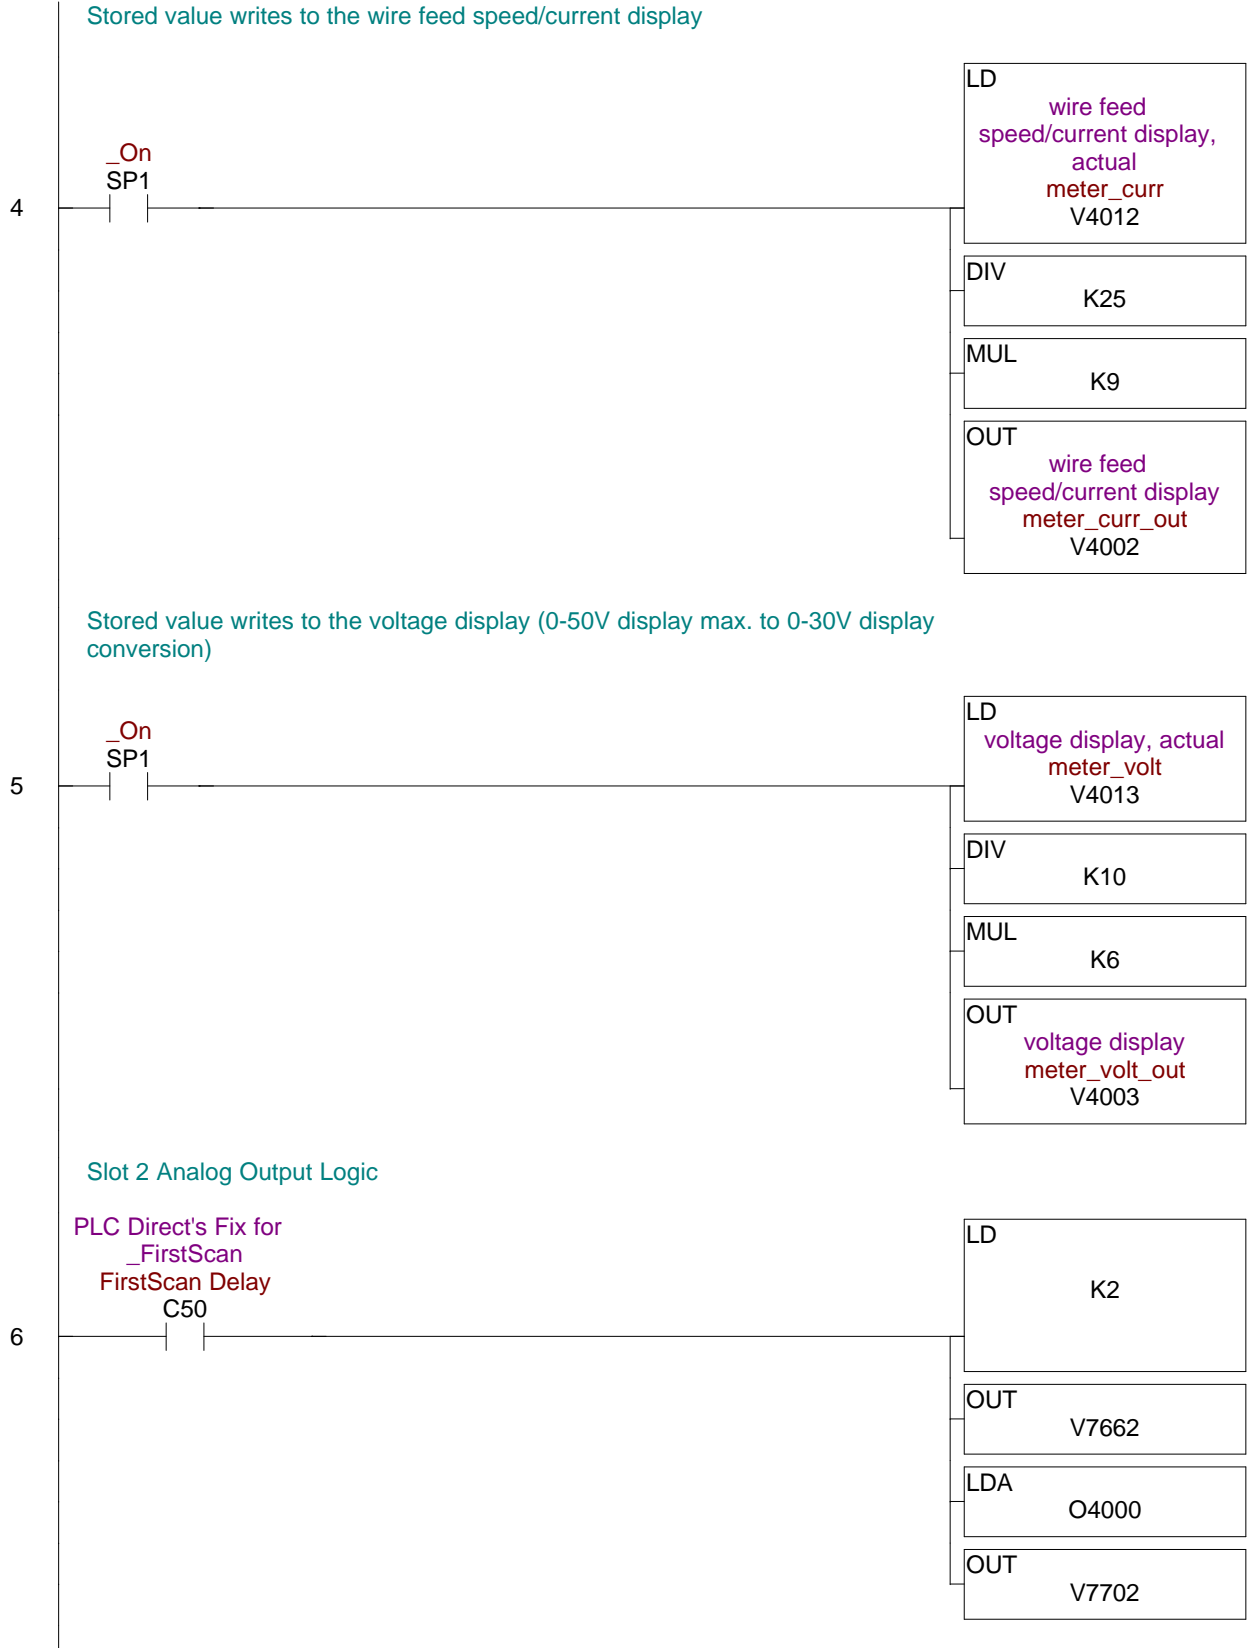 Stored value writes to the wire feed speed/current display
LD
wire feed
speed/current display,
actual
meter_curr
V4012
_On
SP1
4
DIV
K25
MUL
K9
OUT
wire feed
speed/current display
meter_curr_out
V4002
Stored value writes to the voltage display (0-50V display max. to 0-30V display
conversion)
LD
voltage display, actual
meter_volt
V4013
_On
SP1
5
DIV
K10
MUL
K6
OUT
voltage display
meter_volt_out
V4003
Slot 2 Analog Output Logic
PLC Direct's Fix for
_FirstScan
FirstScan Delay
C50
6
LD
K2
OUT
V7662
LDA
O4000
OUT
V7702